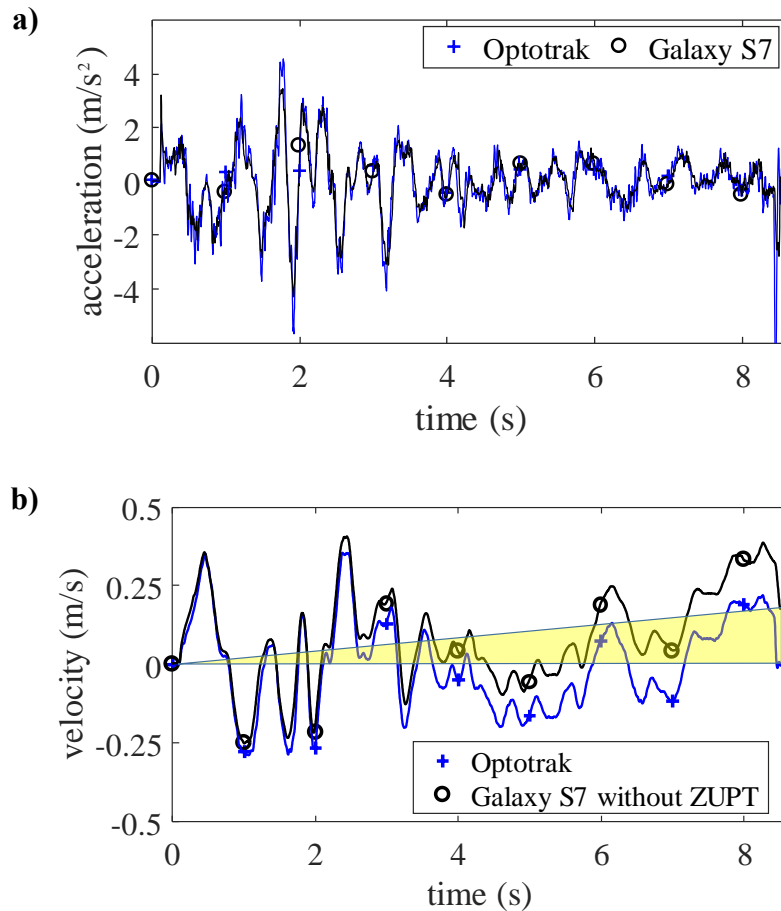 a)
acceleration (m/s²)
Optotrak Galaxy S7
4
2
0
-2
-4
0 2 4 6 8
time (s)
b)
velocity (m/s)
0.5
0.25
0
-0.25
-0.5
Optotrak
Galaxy S7 without ZUPT
0 2 4 6 8
time (s)